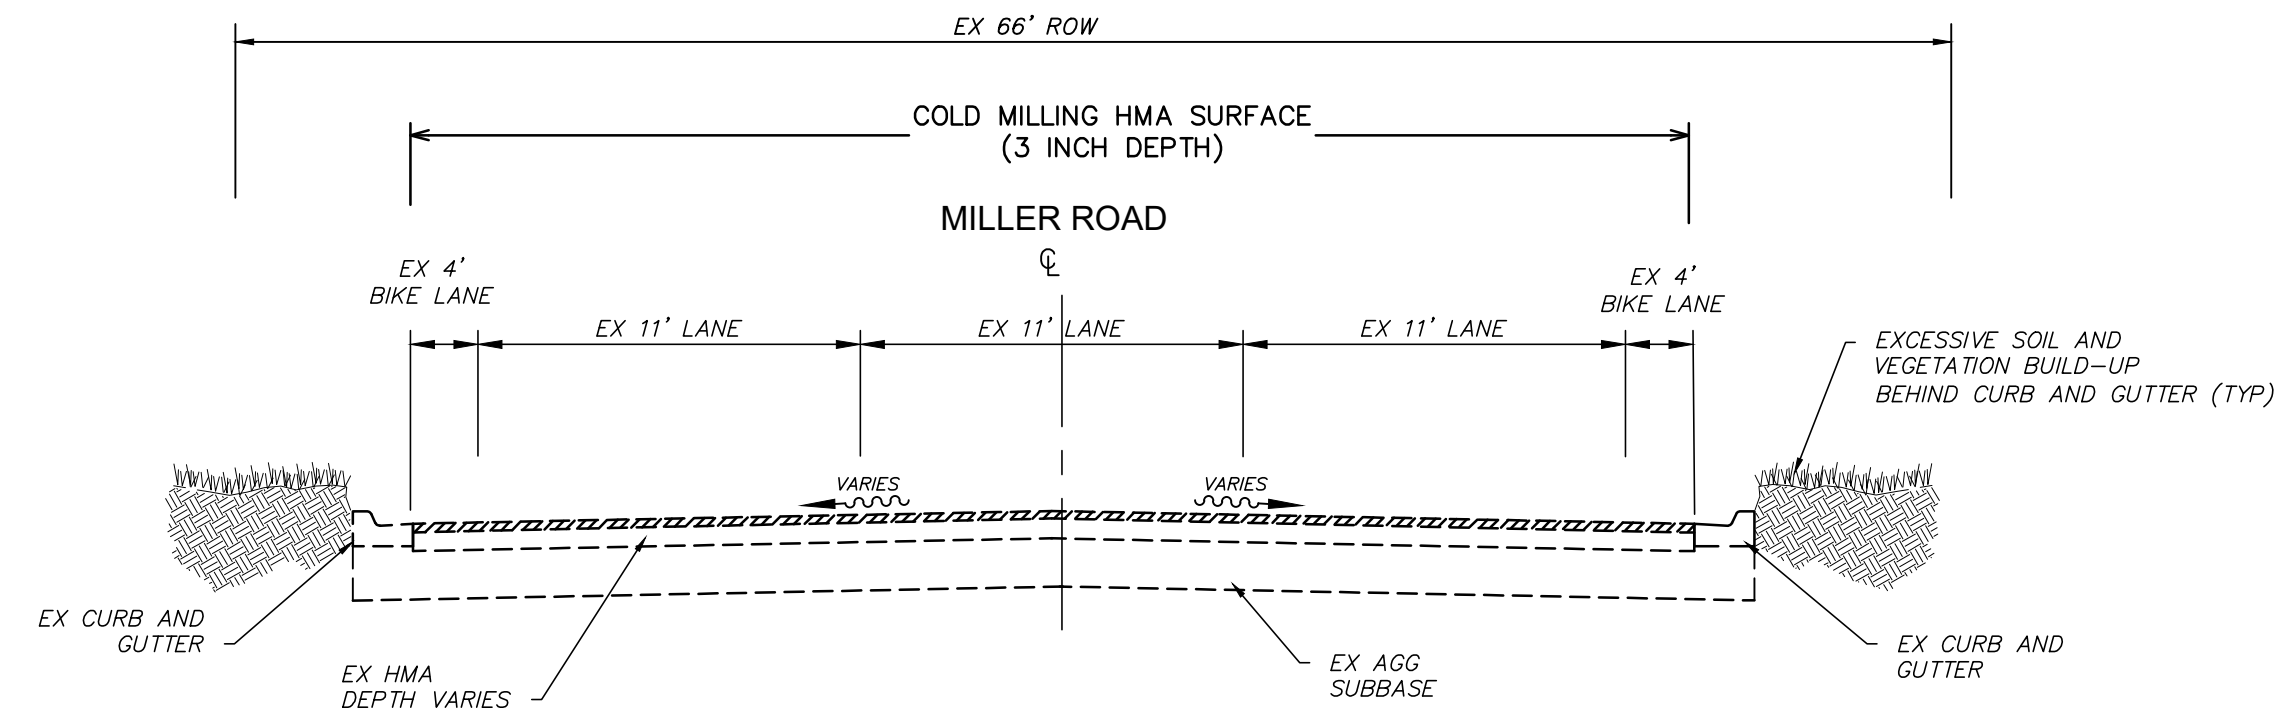 EX 66' ROW
COLD MILLING HMA SURFACE
(3 INCH DEPTH)
MILLER ROAD
℄
EX 4'
BIKE LANE
EX 4'
BIKE LANE
EX 11' LANE
EX 11' LANE
EX 11' LANE
EXCESSIVE SOIL AND
VEGETATION BUILD-UP
BEHIND CURB AND GUTTER (TYP)
VARIES
VARIES
EX CURB AND
GUTTER
EX HMA
DEPTH VARIES
EX AGG
SUBBASE
EX CURB AND
GUTTER